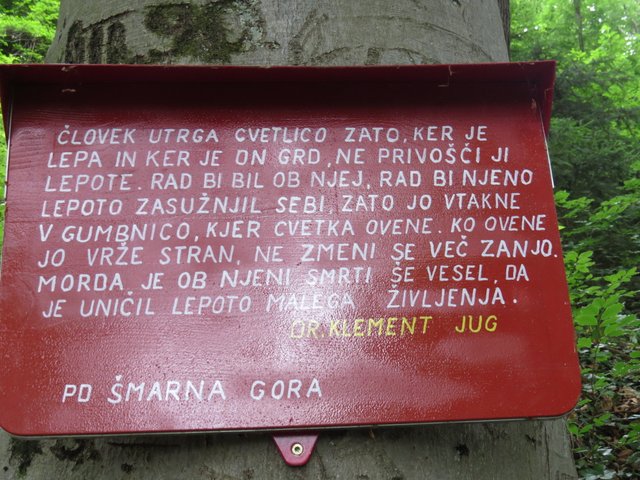 ČLOVEK UTRGA CVETLICO ZATO, KER JE
LEPA IN KER JE ON GRD, NE PRIVOŠČI JI
LEPOTE. RAD BI BIL OB NJEJ, RAD BI NJENO
LEPOTO ZASUŽNJIL SEBI, ZATO JO VTAKNE
V GUMBNICO, KJER CVETKA OVENE. KO OVENE
JO VRŽE STRAN, NE ZMENI SE VEČ ZANJO.
MORDA, JE OB NJENI SMRTI ŠE VESEL, DA
JE UNIČIL LEPOTO MALEGA ŽIVLJENJA.
DR. KLEMENT JUG
PD ŠMARNA GORA